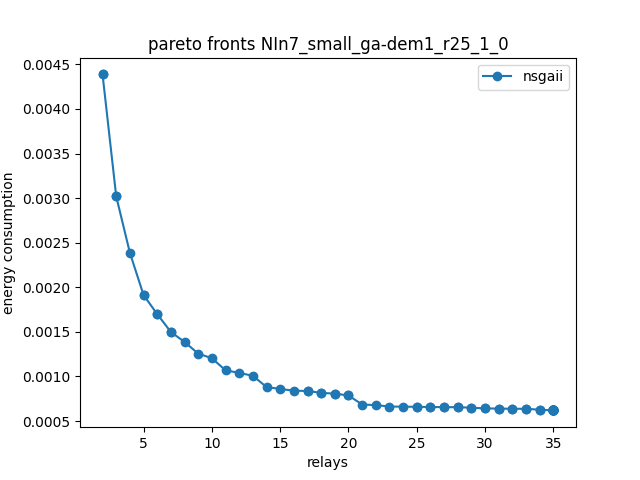 pareto fronts NIn7_small_ga-dem1_r25_1_0
nsgaii
energy consumption
0.0045
0.0040
0.0035
0.0030
0.0025
0.0020
0.0015
0.0010
0.0005
5 10 15 20 25 30 35
relays